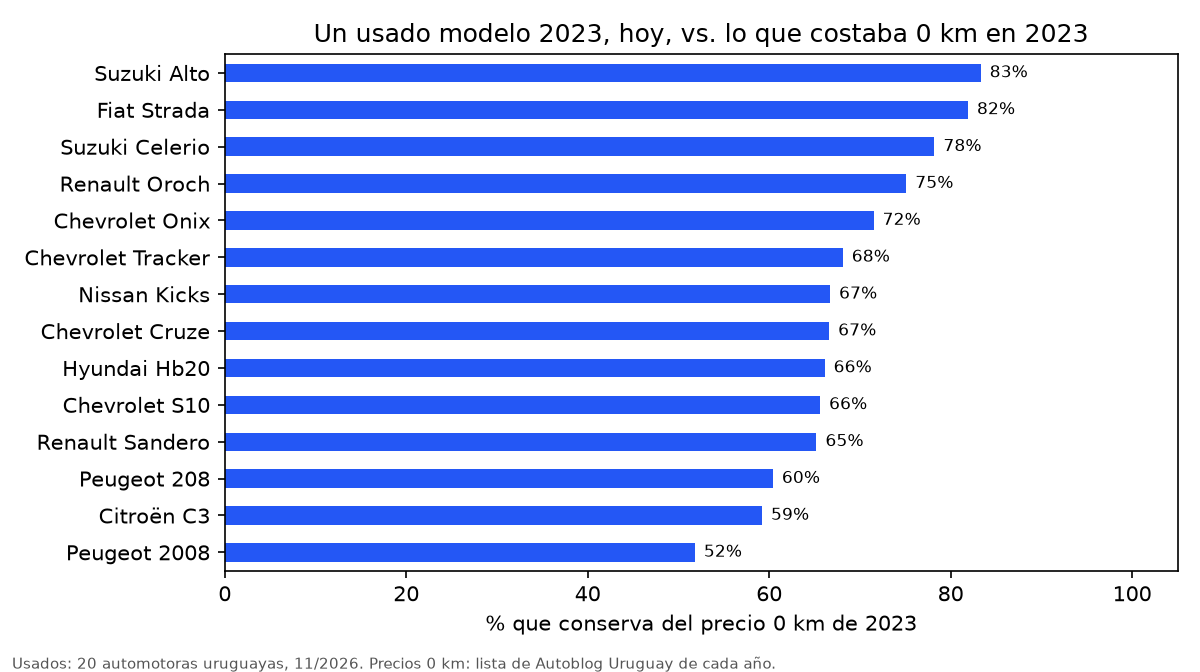 Un usado modelo 2023, hoy, vs. lo que costaba 0 km en 2023
Suzuki Alto 83%
Fiat Strada 82%
Suzuki Celerio 78%
Renault Oroch 75%
Chevrolet Onix 72%
Chevrolet Tracker 68%
Nissan Kicks 67%
Chevrolet Cruze 67%
Hyundai Hb20 66%
Chevrolet S10 66%
Renault Sandero 65%
Peugeot 208 60%
Citroën C3 59%
Peugeot 2008 52%
0 20 40 60 80 100
% que conserva del precio 0 km de 2023
Usados: 20 automotoras uruguayas, 11/2026. Precios 0 km: lista de Autoblog Uruguay de cada año.